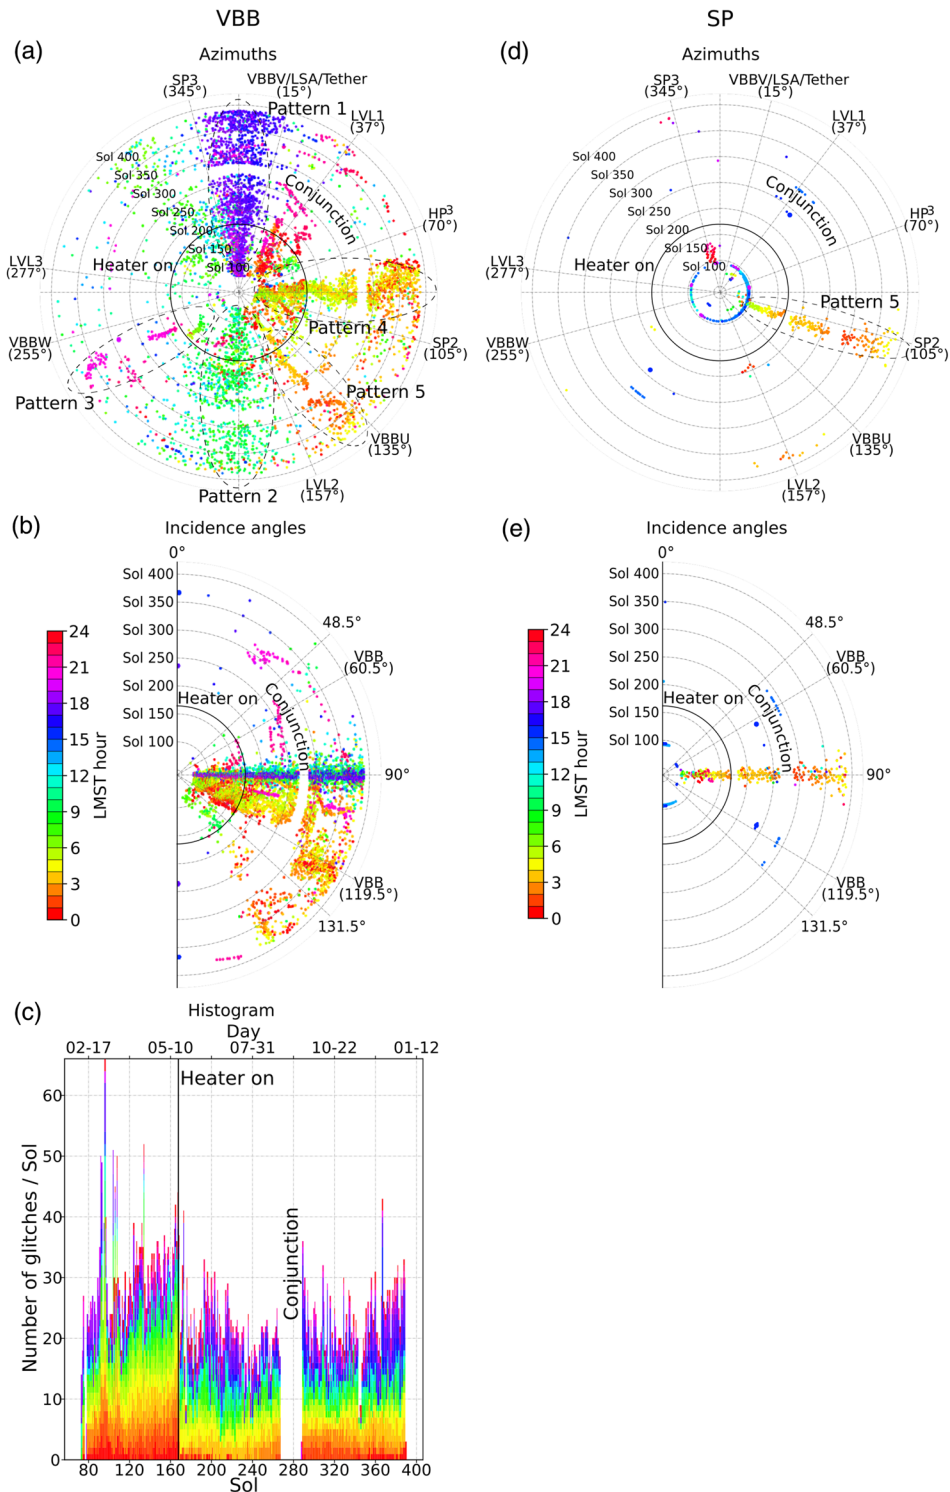 VBB
SP
(a)
Azimuths
SP3
(345°)
VBBV/LSA/Tether
(15°)
Pattern 1
LVL1
(37°)
Sol 400
Sol 350
Sol 300
Sol 250
Sol 200
Sol 150
Sol 100
Conjunction
HP³
(70°)
LVL3
(277°)
Heater on
VBBW
(255°)
Pattern 4
SP2
(105°)
Pattern 3
Pattern 5
VBBU
(135°)
LVL2
(157°)
Pattern 2
(d)
Azimuths
SP3
(345°)
VBBV/LSA/Tether
(15°)
LVL1
(37°)
Sol 400
Sol 350
Sol 300
Sol 250
Sol 200
Sol 150
Sol 100
Conjunction
HP³
(70°)
LVL3
(277°)
Heater on
Pattern 5
VBBW
(255°)
SP2
(105°)
VBBU
(135°)
LVL2
(157°)
(b)
Incidence angles
0°
Sol 400
Sol 350
Sol 300
Sol 250
Sol 200
Sol 150
Sol 100
48.5°
VBB
(60.5°)
Heater on
Conjunction
90°
VBB
(119.5°)
131.5°
24
21
18
15
12
9
6
3
0
LMST hour
(e)
Incidence angles
0°
Sol 400
Sol 350
Sol 300
Sol 250
Sol 200
Sol 150
Sol 100
48.5°
VBB
(60.5°)
Heater on
Conjunction
90°
VBB
(119.5°)
131.5°
24
21
18
15
12
9
6
3
0
LMST hour
(c)
Histogram
Day
02-17 05-10 07-31 10-22 01-12
Heater on
Conjunction
60
50
40
30
20
10
0
Number of glitches / Sol
80 120 160 200 240 280 320 360 400
Sol